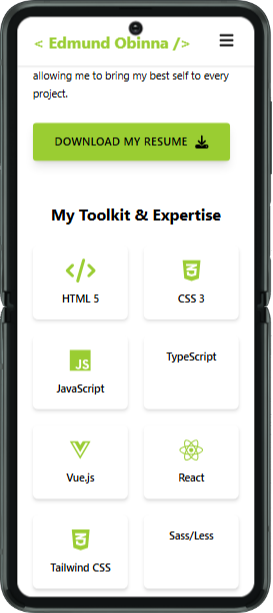 < Edmund Obinna />
allowing me to bring my best self to every
project.
DOWNLOAD MY RESUME
My Toolkit & Expertise
HTML 5
CSS 3
JS
JavaScript
TypeScript
Vue.js
React
Tailwind CSS
Sass/Less